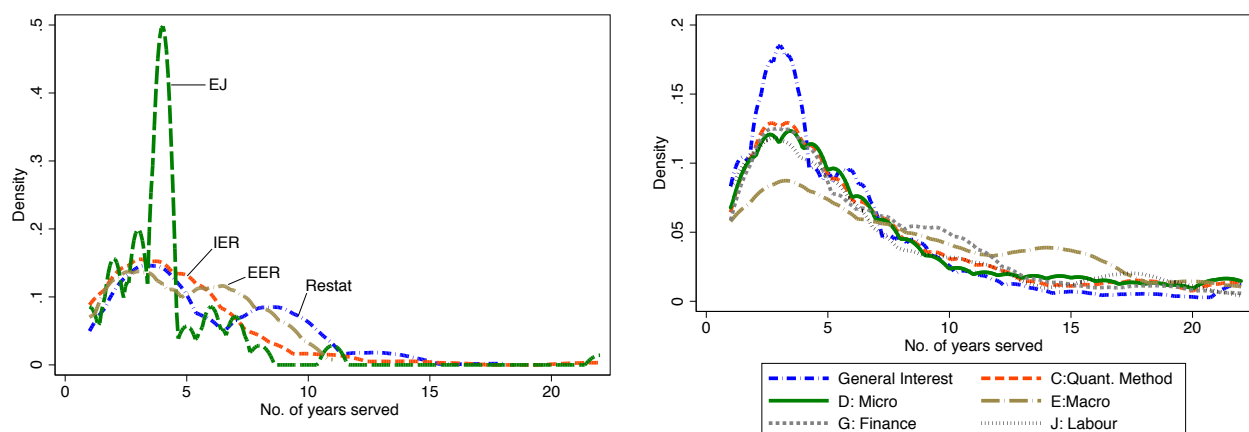 .5
.4
.3
.2
.1
0
Density
EJ
IER
EER
Restat
0 5 10 15 20
No. of years served
.2
.15
.1
.05
0
Density
0 5 10 15 20
No. of years served
General Interest C:Quant. Method
D: Micro E:Macro
G: Finance J: Labour